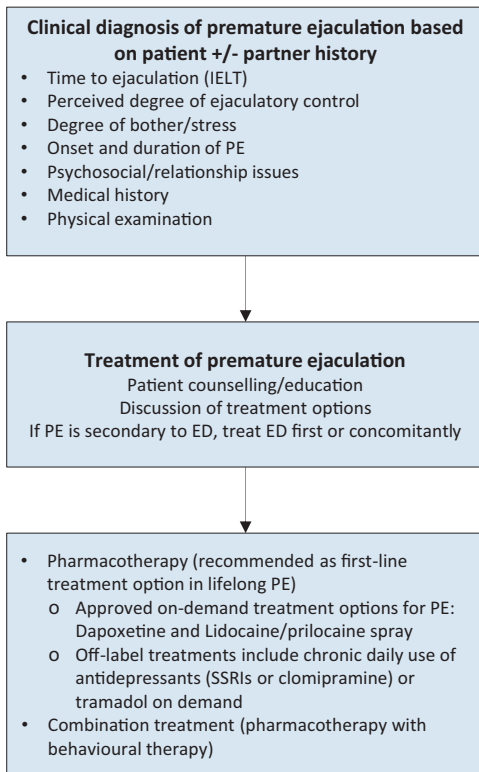 Clinical diagnosis of premature ejaculation based
on patient +/- partner history
• Time to ejaculation (IELT)
• Perceived degree of ejaculatory control
• Degree of bother/stress
• Onset and duration of PE
• Psychosocial/relationship issues
• Medical history
• Physical examination
Treatment of premature ejaculation
Patient counselling/education
Discussion of treatment options
If PE is secondary to ED, treat ED first or concomitantly
• Pharmacotherapy (recommended as first-line
treatment option in lifelong PE)
o Approved on-demand treatment options for PE:
Dapoxetine and Lidocaine/prilocaine spray
o Off-label treatments include chronic daily use of
antidepressants (SSRIs or clomipramine) or
tramadol on demand
• Combination treatment (pharmacotherapy with
behavioural therapy)